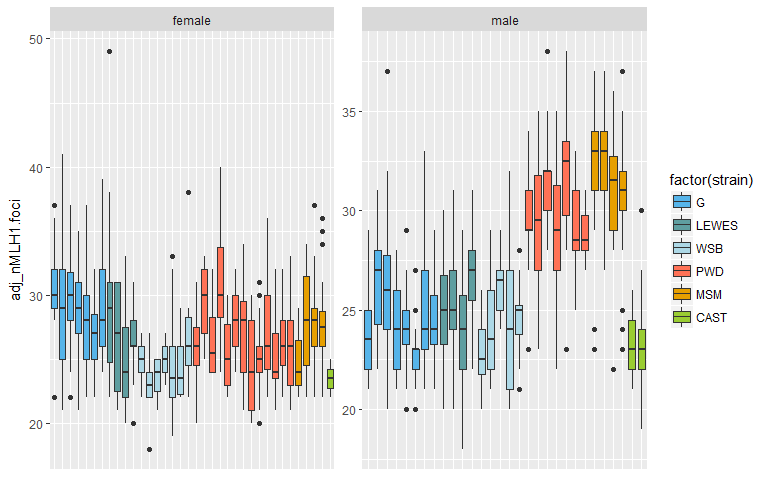 female
male
adj_nMLH1.foci
50
40
30
20
35
30
25
20
factor(strain)
G
LEWES
WSB
PWD
MSM
CAST